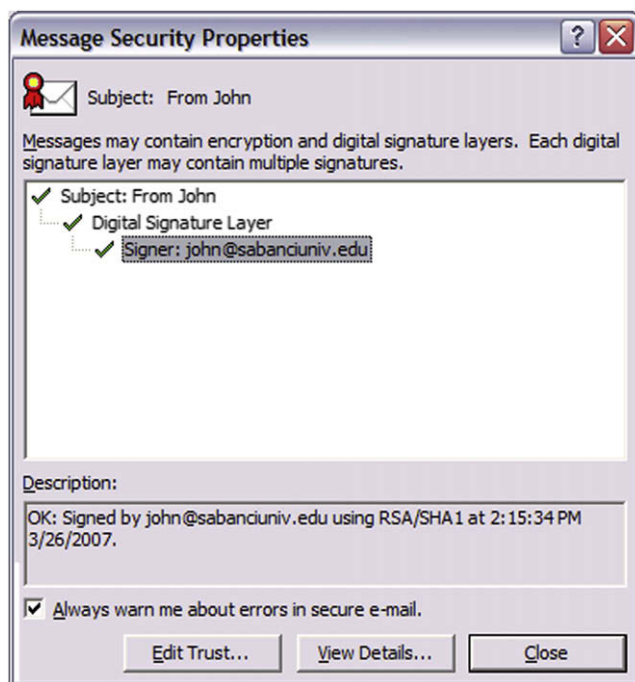 Message Security Properties
Subject: From John
Messages may contain encryption and digital signature layers. Each digital
signature layer may contain multiple signatures.
Subject: From John
Digital Signature Layer
Signer: john@sabanciuniv.edu
Description:
OK: Signed by john@sabanciuniv.edu using RSA/SHA1 at 2:15:34 PM
3/26/2007.
Always warn me about errors in secure e-mail.
Edit Trust... View Details... Close